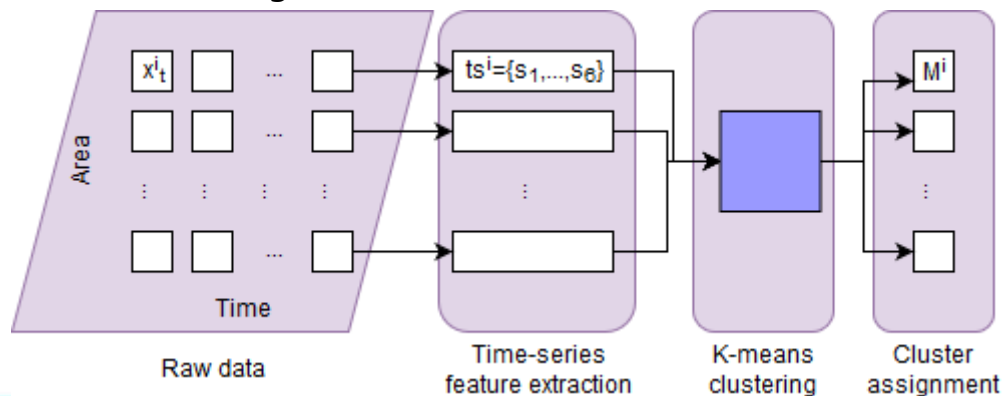 x^i_t ... ts^i={s_1,...,s_6} M^i
...
Area
... ... ... ... ... ...
...
Time
Raw data
Time-series
feature extraction
K-means
clustering
Cluster
assignment